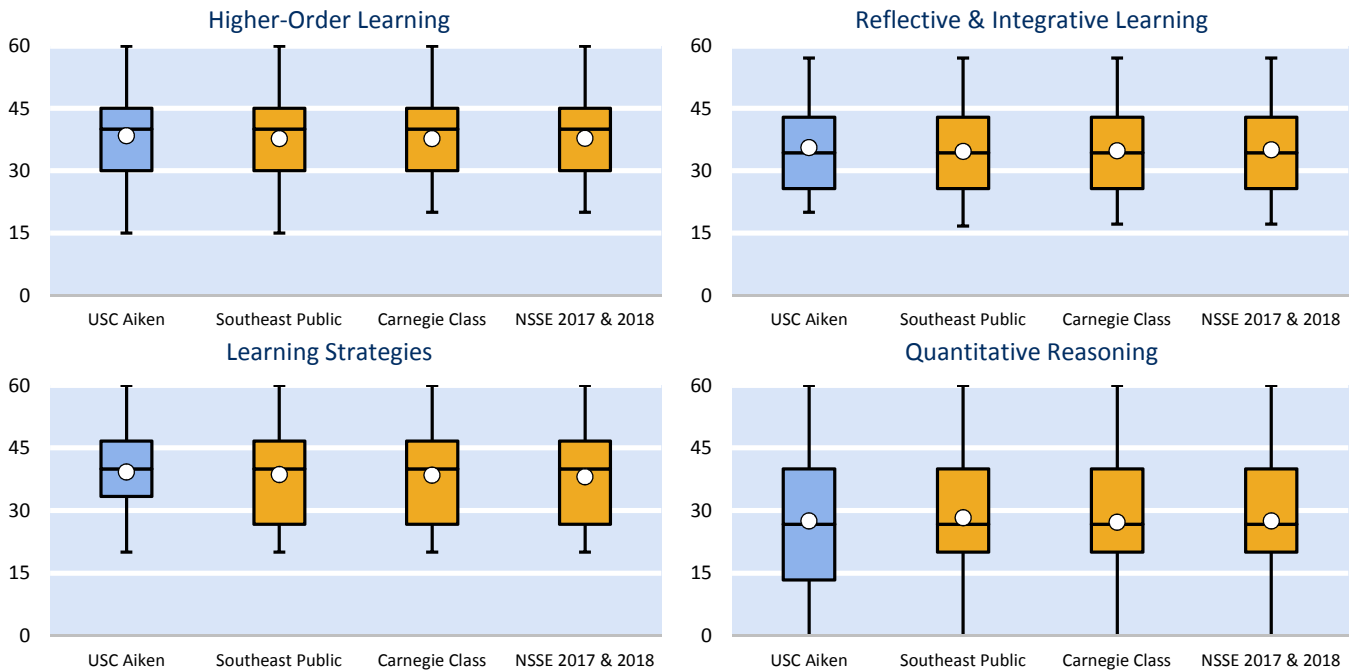 Higher-Order Learning
60
45
30
15
0
USC Aiken Southeast Public Carnegie Class NSSE 2017 & 2018
Reflective & Integrative Learning
60
45
30
15
0
USC Aiken Southeast Public Carnegie Class NSSE 2017 & 2018
Learning Strategies
60
45
30
15
0
USC Aiken Southeast Public Carnegie Class NSSE 2017 & 2018
Quantitative Reasoning
60
45
30
15
0
USC Aiken Southeast Public Carnegie Class NSSE 2017 & 2018